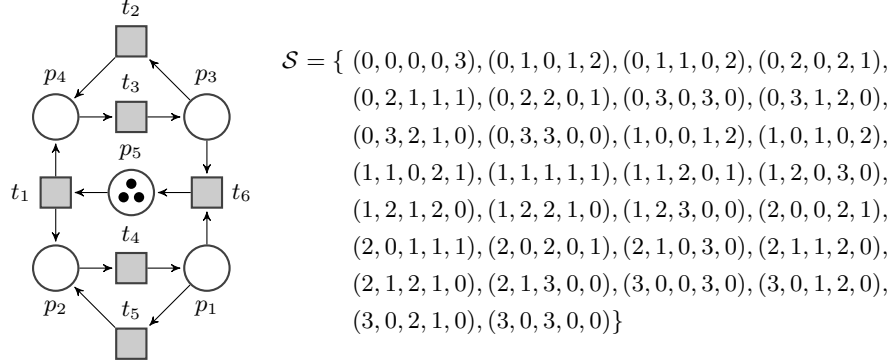 t₂
p₄ p₃
t₃
p₅
t₁ t₆
t₄
p₂ p₁
t₅
𝒮 = { (0, 0, 0, 0, 3), (0, 1, 0, 1, 2), (0, 1, 1, 0, 2), (0, 2, 0, 2, 1),
(0, 2, 1, 1, 1), (0, 2, 2, 0, 1), (0, 3, 0, 3, 0), (0, 3, 1, 2, 0),
(0, 3, 2, 1, 0), (0, 3, 3, 0, 0), (1, 0, 0, 1, 2), (1, 0, 1, 0, 2),
(1, 1, 0, 2, 1), (1, 1, 1, 1, 1), (1, 1, 2, 0, 1), (1, 2, 0, 3, 0),
(1, 2, 1, 2, 0), (1, 2, 2, 1, 0), (1, 2, 3, 0, 0), (2, 0, 0, 2, 1),
(2, 0, 1, 1, 1), (2, 0, 2, 0, 1), (2, 1, 0, 3, 0), (2, 1, 1, 2, 0),
(2, 1, 2, 1, 0), (2, 1, 3, 0, 0), (3, 0, 0, 3, 0), (3, 0, 1, 2, 0),
(3, 0, 2, 1, 0), (3, 0, 3, 0, 0)}